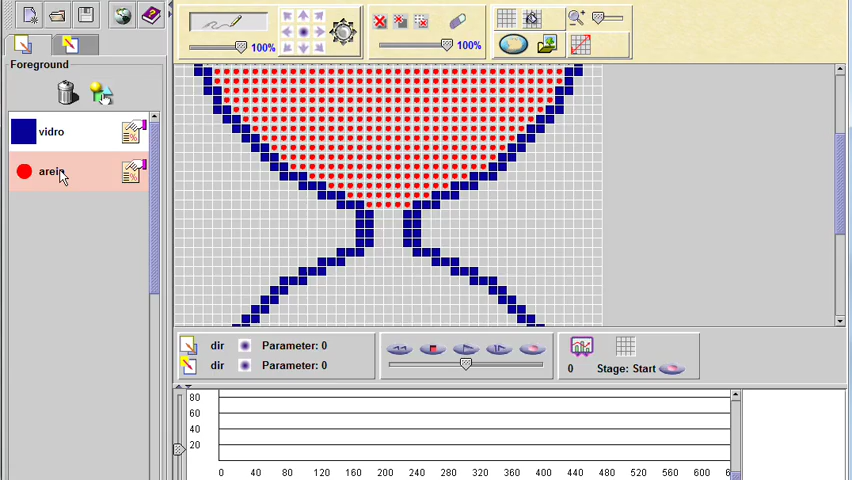 100%
100%
Foreground
vidro
areia
dir Parameter: 0
dir Parameter: 0
0 Stage: Start
80
60
40
20
0 40 80 120 160 200 240 280 320 360 400 440 480 520 560 600